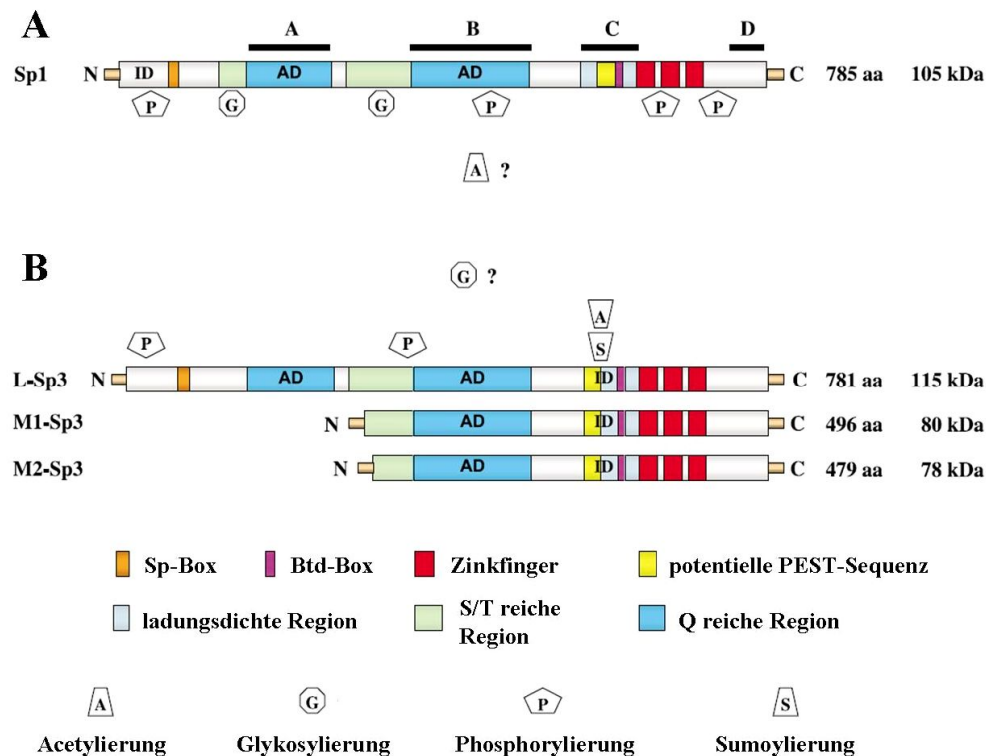 A
A B C D
Sp1 N ID AD AD C 785 aa 105 kDa
P G G P P P
A ?
B
G ?
A
P P S
L-Sp3 N AD AD ID C 781 aa 115 kDa
M1-Sp3 N AD ID C 496 aa 80 kDa
M2-Sp3 N AD ID C 479 aa 78 kDa
Sp-Box Btd-Box Zinkfinger potentielle PEST-Sequenz
ladungsdichte Region S/T reiche Region Q reiche Region
A G P S
Acetylierung Glykosylierung Phosphorylierung Sumoylierung